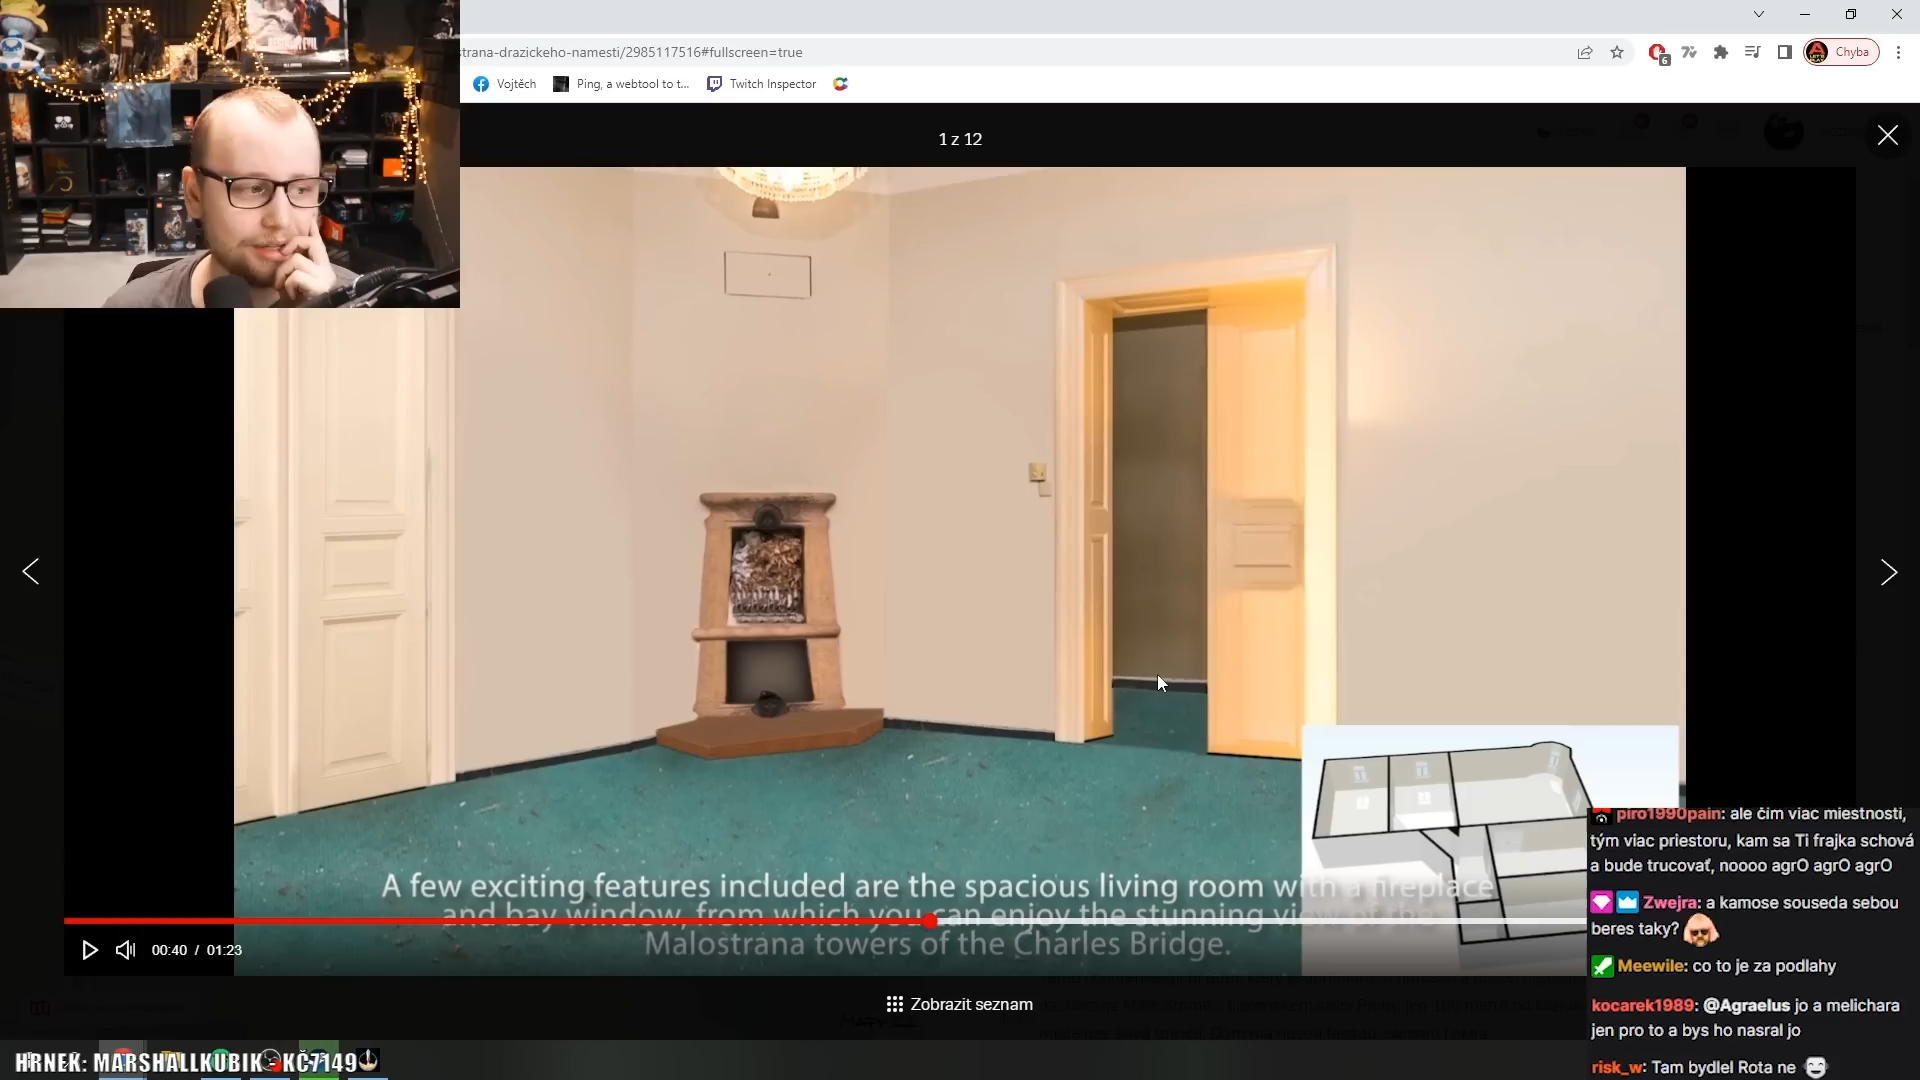 strana-drazickeho-namesti/2985117516#fullscreen=true
6
Chyba
Vojtěch
Ping, a webtool to t...
Twitch Inspector
1 z 12
A few exciting features included are the spacious living room with a fireplace
and bay window, from which you can enjoy the stunning view of the
Malostrana towers of the Charles Bridge.
00:40 / 01:23
Zobrazit seznam
piro1990pain: ale čim viac miestnosti,
tým viac priestoru, kam sa Ti frajka schová
a bude trucovať, noooo agrO agrO agrO
Zwejra: a kamose souseda sebou
beres taky?
Meewile: co to je za podlahy
kocarek1989: @Agraelus jo a melichara
jen pro to a bys ho nasral jo
risk_w: Tam bydlel Rota ne
HRNEK: MARSHALLKUBIK - KČ7149